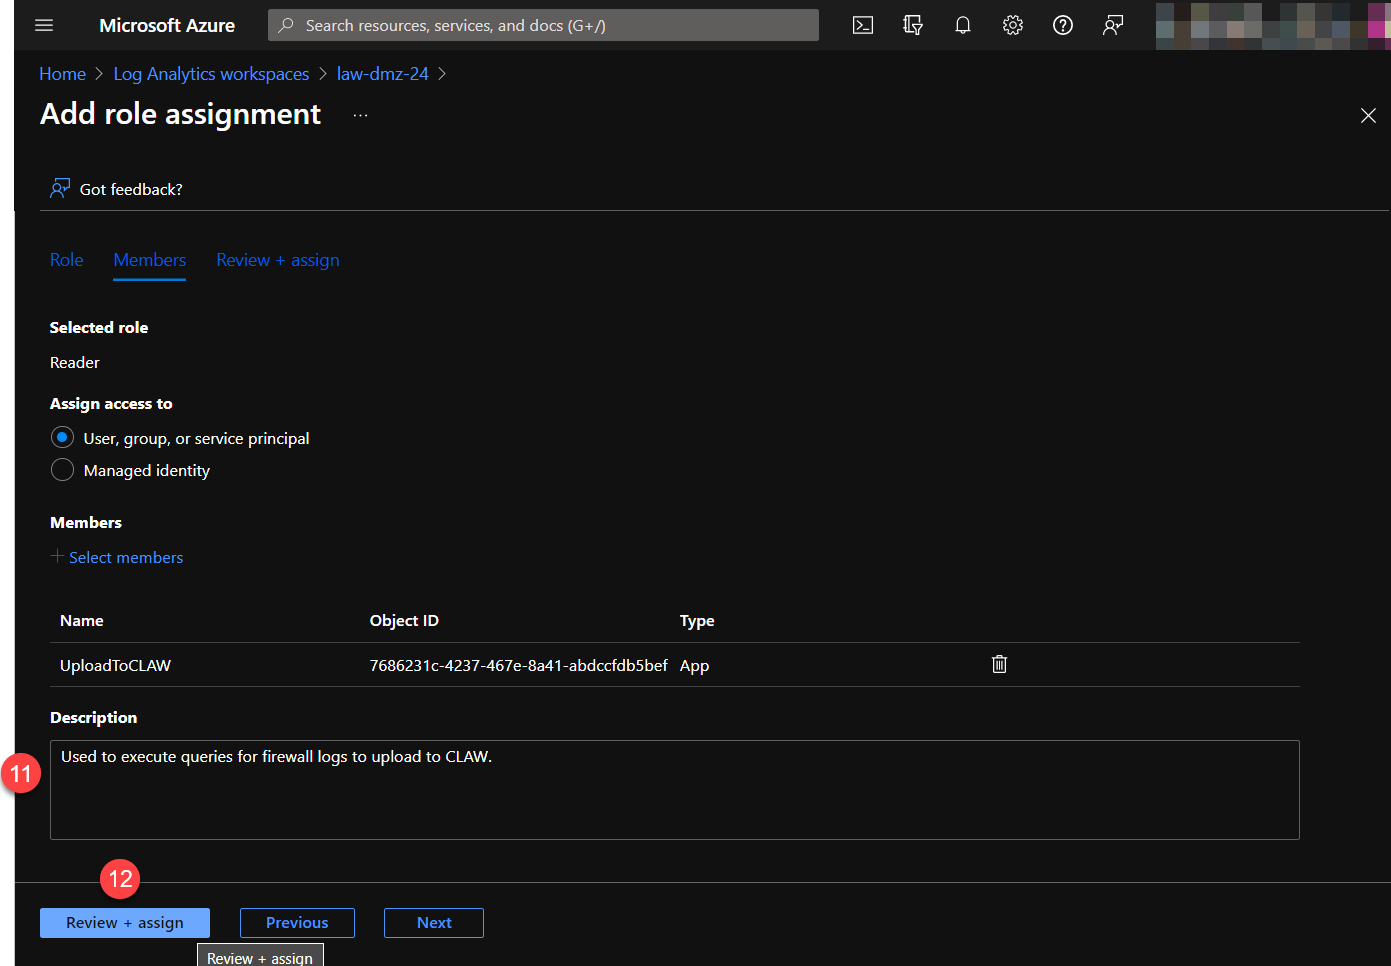 Microsoft Azure
Search resources, services, and docs (G+/)
Home > Log Analytics workspaces > law-dmz-24 >
Add role assignment ...
Got feedback?
Role Members Review + assign
Selected role
Reader
Assign access to
User, group, or service principal
Managed identity
Members
+ Select members
Name Object ID Type
UploadToCLAW 7686231c-4237-467e-8a41-abdccfdb5bef App
Description
11
Used to execute queries for firewall logs to upload to CLAW.
12
Review + assign Previous Next
Review + assign